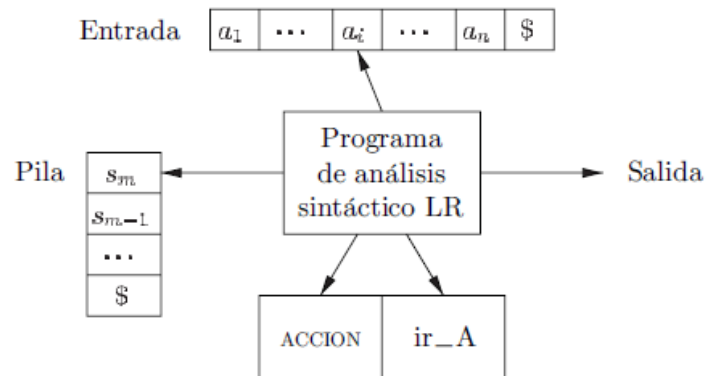 Entrada a₁ ... aᵢ ... aₙ $
Programa
de análisis
sintáctico LR
Pila
sₘ
sₘ₋₁
...
$
Salida
ACCION ir_A